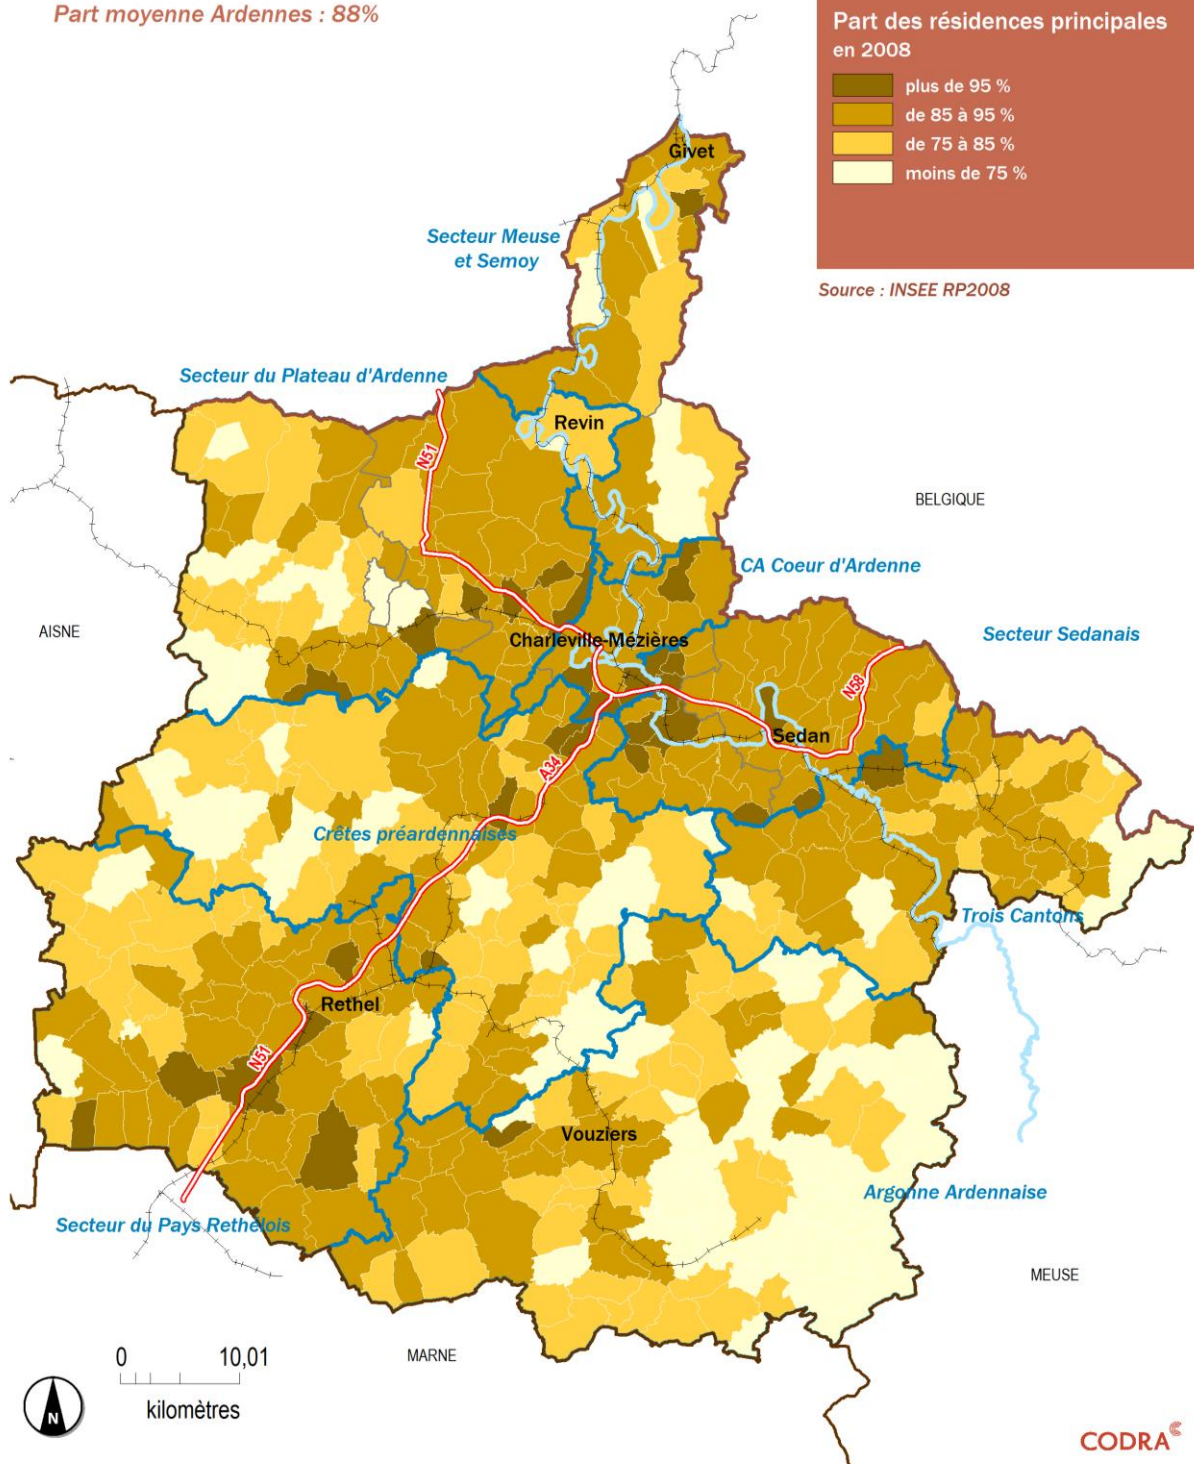 Part moyenne Ardennes : 88%
Part des résidences principales
en 2008
plus de 95 %
de 85 à 95 %
de 75 à 85 %
moins de 75 %
Source : INSEE RP2008
Givet
Secteur Meuse
et Semoy
Secteur du Plateau d'Ardenne
Revin
N51
BELGIQUE
CA Coeur d'Ardenne
AISNE
Secteur Sedanais
Charleville-Mézières
N58
Sedan
A34
Crêtes préardennaises
Trois Cantons
Rethel
N51
Vouziers
Argonne Ardennaise
Secteur du Pays Rethélois
MEUSE
MARNE
0 10,01
kilomètres
N
CODRA